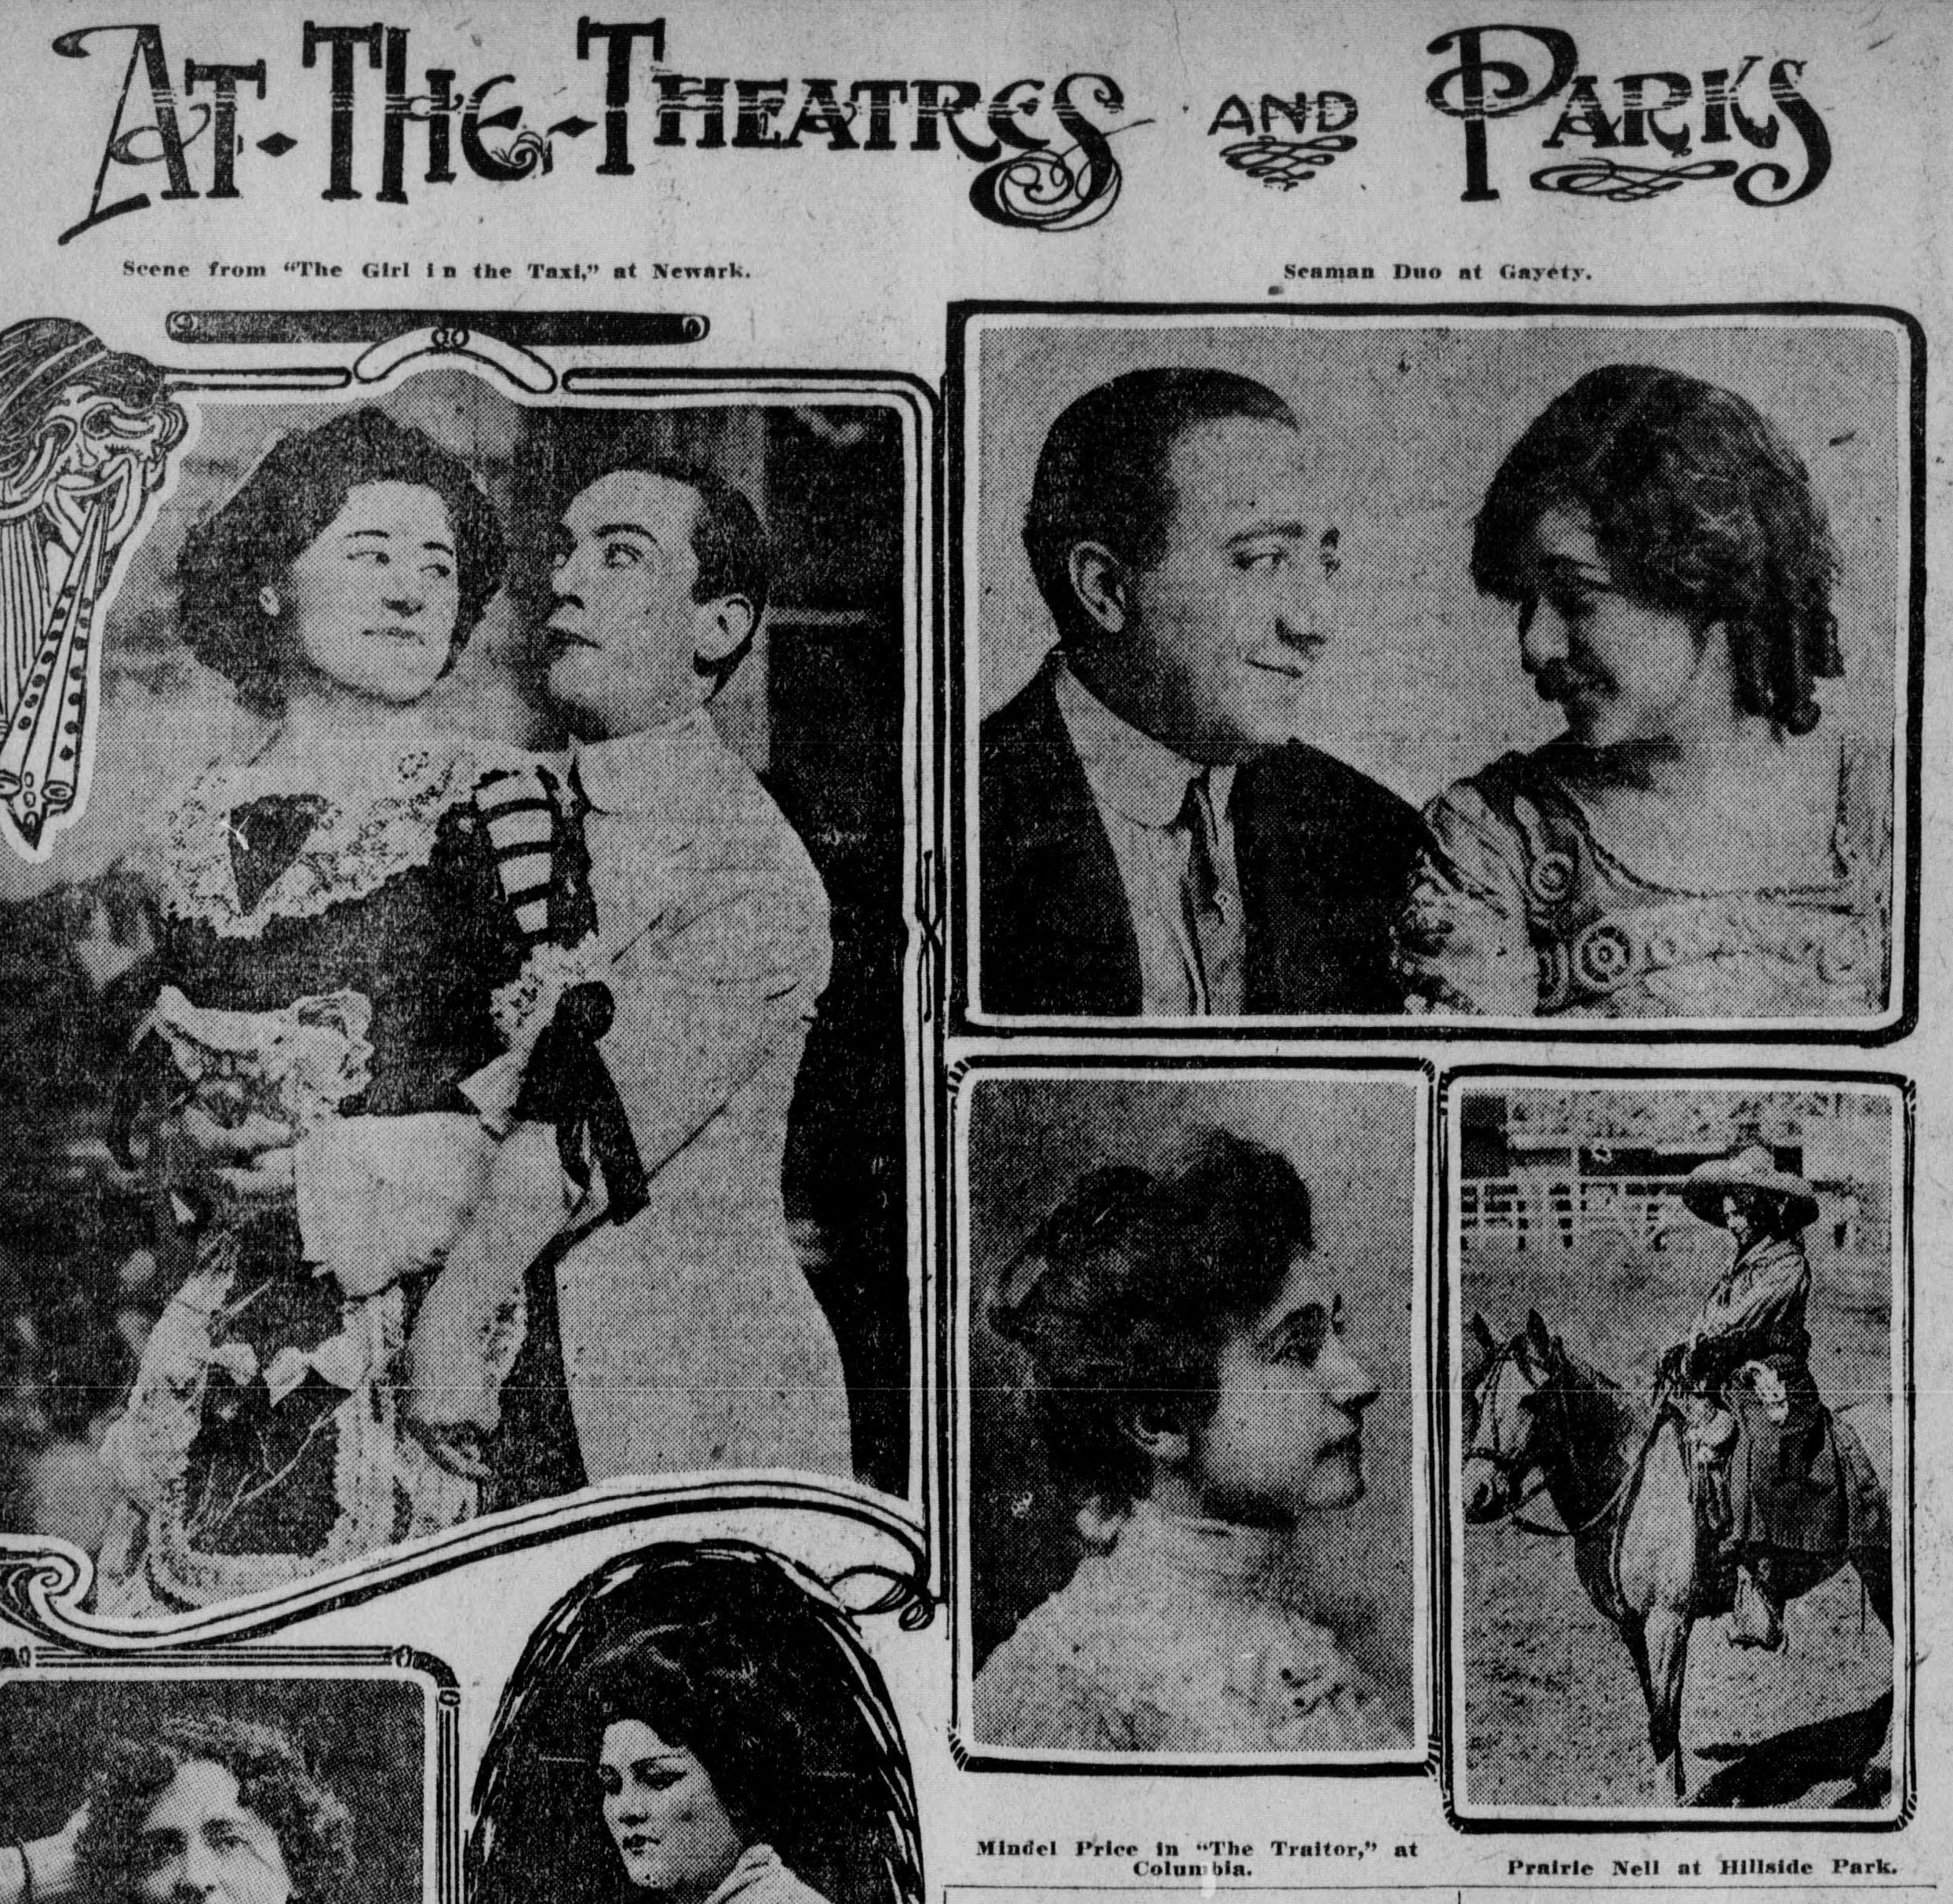 AT-THE-THEATRES AND PARKS
Scene from “The Girl in the Taxi,” at Newark.
Seaman Duo at Gayety.
Mindel Price in “The Traitor,” at
Columbia.
Prairie Nell at Hillside Park.